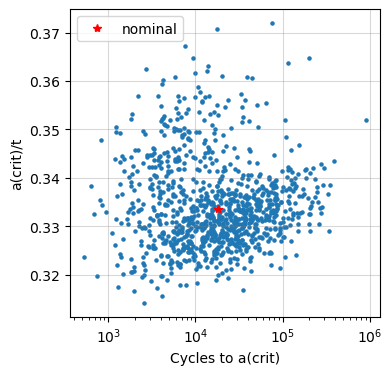 nominal
a(crit)/t
0.37
0.36
0.35
0.34
0.33
0.32
10³ 10⁴ 10⁵ 10⁶
Cycles to a(crit)